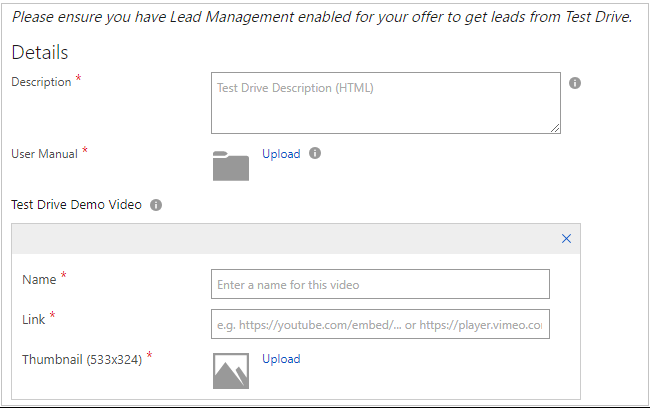 Please ensure you have Lead Management enabled for your offer to get leads from Test Drive.
Details
Description *
Test Drive Description (HTML)
User Manual *
Upload
Test Drive Demo Video
Name *
Enter a name for this video
Link *
e.g. https://youtube.com/embed/... or https://player.vimeo.co
Thumbnail (533x324) *
Upload